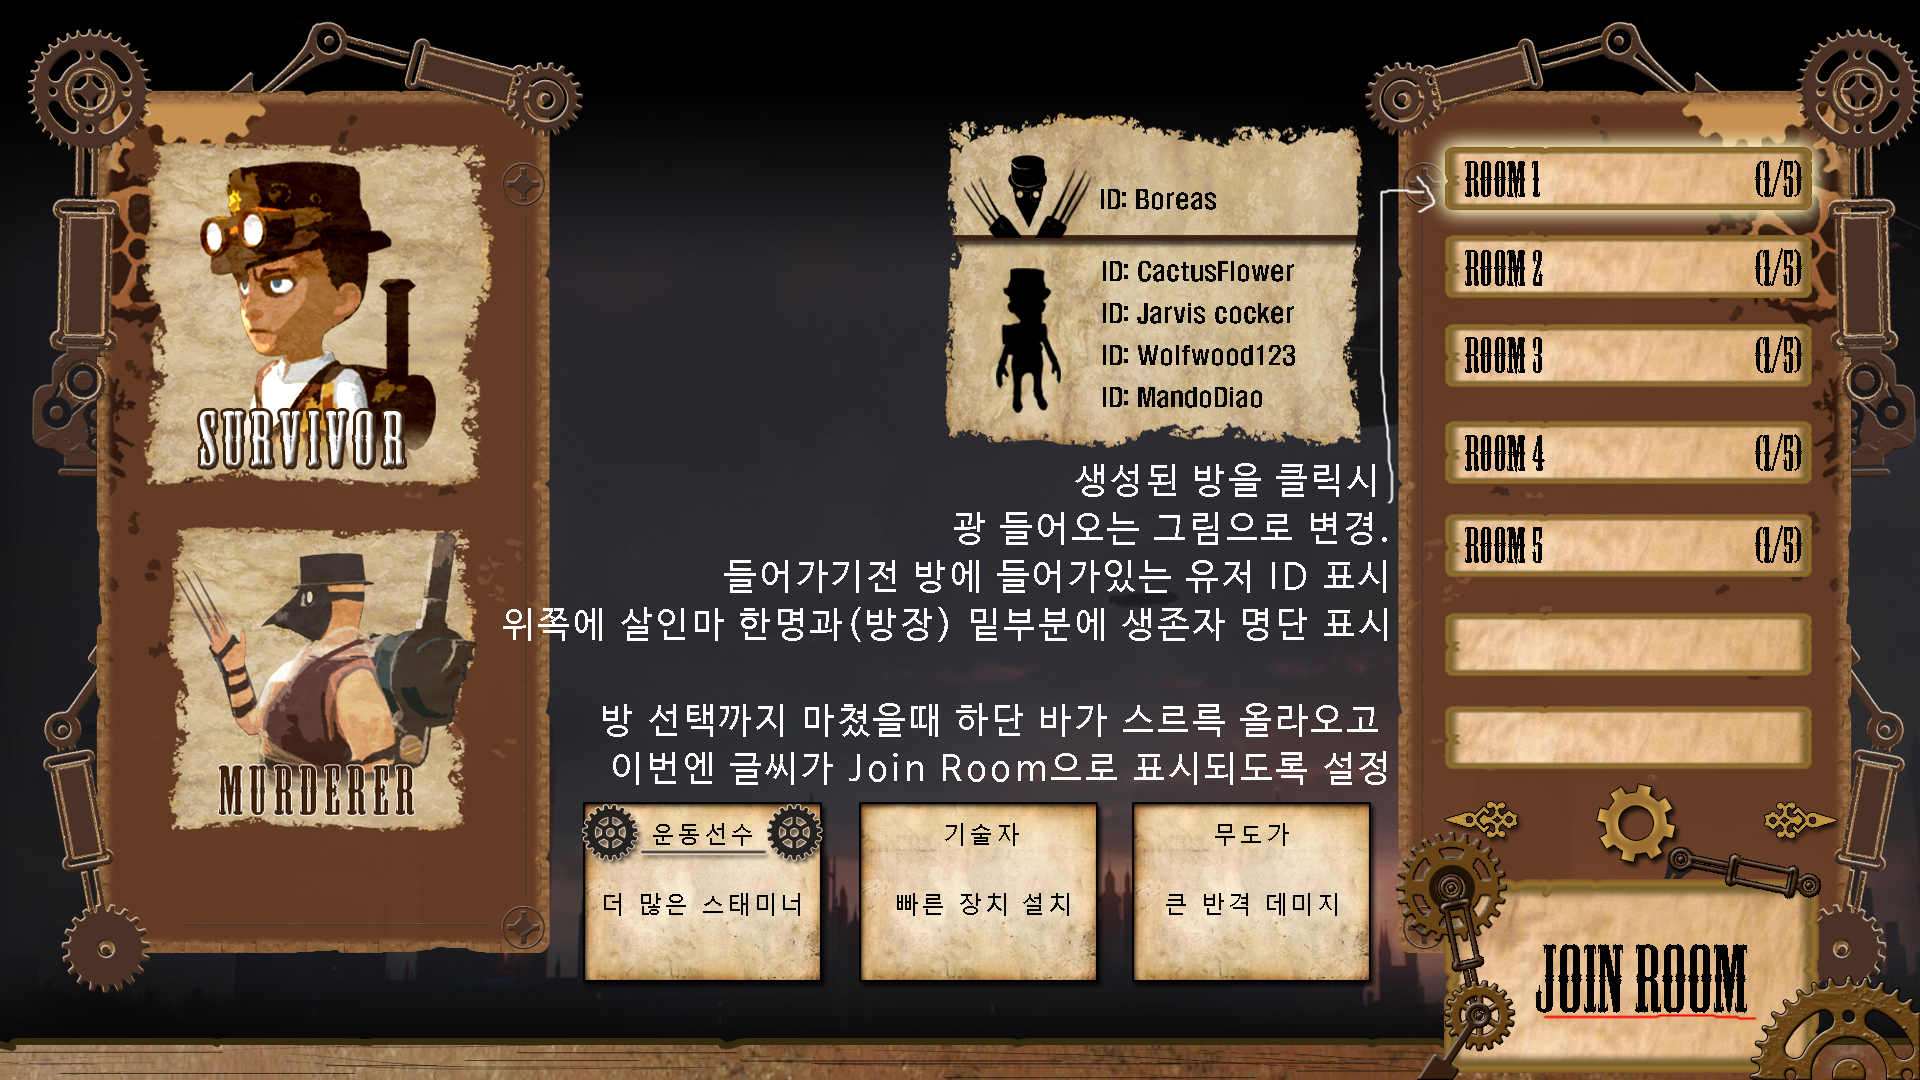 SURVIVOR
MURDERER
ID: Boreas
ID: CactusFlower
ID: Jarvis cocker
ID: Wolfwood123
ID: MandoDiao
생성된 방을 클릭시
광 들어오는 그림으로 변경.
들어가기전 방에 들어가있는 유저 ID 표시
위쪽에 살인마 한명과(방장) 밑부분에 생존자 명단 표시
방 선택까지 마쳤을때 하단 바가 스르륵 올라오고
이번엔 글씨가 Join Room으로 표시되도록 설정
운동선수
더 많은 스태미너
기술자
빠른 장치 설치
무도가
큰 반격 데미지
ROOM 1 (1/5)
ROOM 2 (1/5)
ROOM 3 (1/5)
ROOM 4 (1/5)
ROOM 5 (1/5)
JOIN ROOM